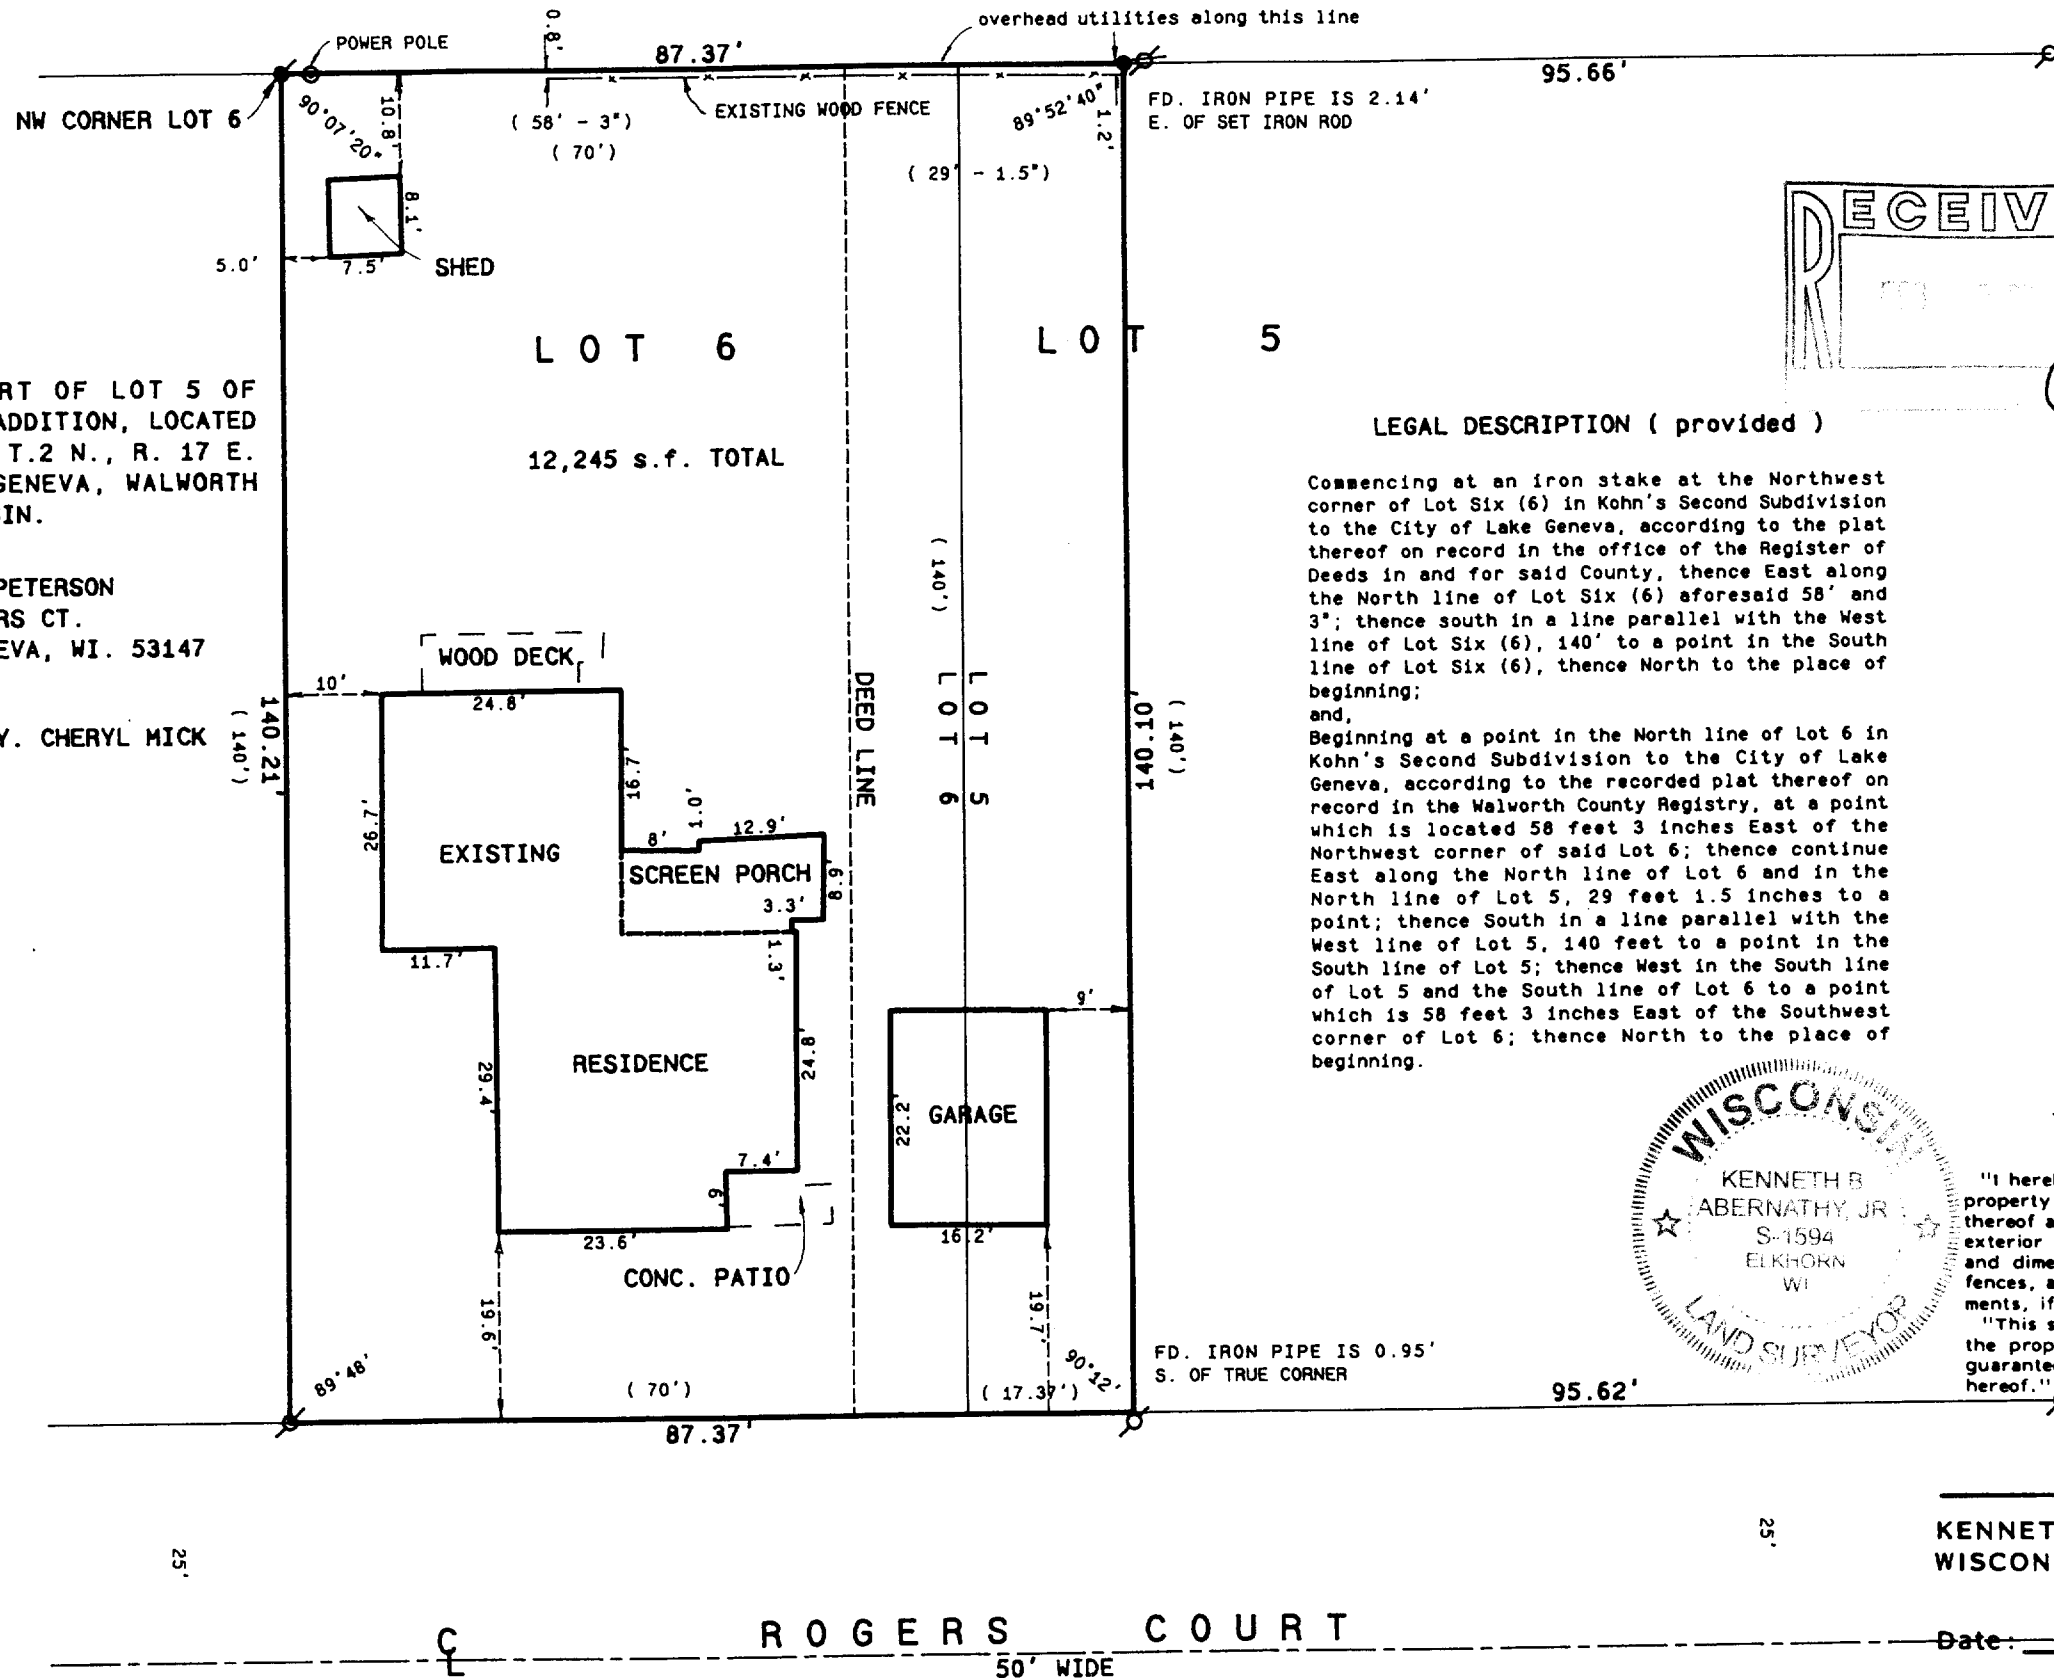 overhead utilities along this line
POWER POLE
0.8'
87.37'
95.66'
NW CORNER LOT 6
90°07'20"
10.8'
( 58' - 3")
( 70')
EXISTING WOOD FENCE
89°52'40"
1.2'
FD. IRON PIPE IS 2.14'
E. OF SET IRON ROD
( 29' - 1.5")
RECEIV
8.1'
5.0'
7.5'
SHED
LOT 6
LOT 5
RT OF LOT 5 OF
ADDITION, LOCATED
T.2 N., R. 17 E.
GENEVA, WALWORTH
IN.
12,245 s.f. TOTAL
PETERSON
RS CT.
EVA, WI. 53147
Y. CHERYL MICK
LEGAL DESCRIPTION ( provided )
Commencing at an iron stake at the Northwest
corner of Lot Six (6) in Kohn's Second Subdivision
to the City of Lake Geneva, according to the plat
thereof on record in the office of the Register of
Deeds in and for said County, thence East along
the North line of Lot Six (6) aforesaid 58' and
3"; thence south in a line parallel with the West
line of Lot Six (6), 140' to a point in the South
line of Lot Six (6), thence North to the place of
beginning;
and,
Beginning at a point in the North line of Lot 6 in
Kohn's Second Subdivision to the City of Lake
Geneva, according to the recorded plat thereof on
record in the Walworth County Registry, at a point
which is located 58 feet 3 inches East of the
Northwest corner of said Lot 6; thence continue
East along the North line of Lot 6 and in the
North line of Lot 5, 29 feet 1.5 inches to a
point; thence South in a line parallel with the
West line of Lot 5, 140 feet to a point in the
South line of Lot 5; thence West in the South line
of Lot 5 and the South line of Lot 6 to a point
which is 58 feet 3 inches East of the Southwest
corner of Lot 6; thence North to the place of
beginning.
( 140')
WOOD DECK
10'
24.8'
140.21'
( 140')
DEED LINE
LOT 6
LOT 5
140.01'
( 140')
26.7'
16.7'
1.0'
8'
12.9'
EXISTING
SCREEN PORCH
8.9'
3.3'
1.3'
11.7'
9'
RESIDENCE
24.8'
29.4'
22.2'
GARAGE
7.4'
6'
23.6'
16.2'
CONC. PATIO
19.6'
19.7'
89°48'
( 70')
( 17.37')
90°12'
FD. IRON PIPE IS 0.95'
S. OF TRUE CORNER
87.37'
95.62'
WISCONSIN
KENNETH B
ABERNATHY, JR
S-1594
ELKHORN
WI
LAND SURVEYOR
"I here
property
thereof a
exterior
and dime
fences, a
ments, if
"This s
the prop
guarante
hereof."
25'
25'
KENNET
WISCON
ROGERS COURT
CL
50' WIDE
Date: